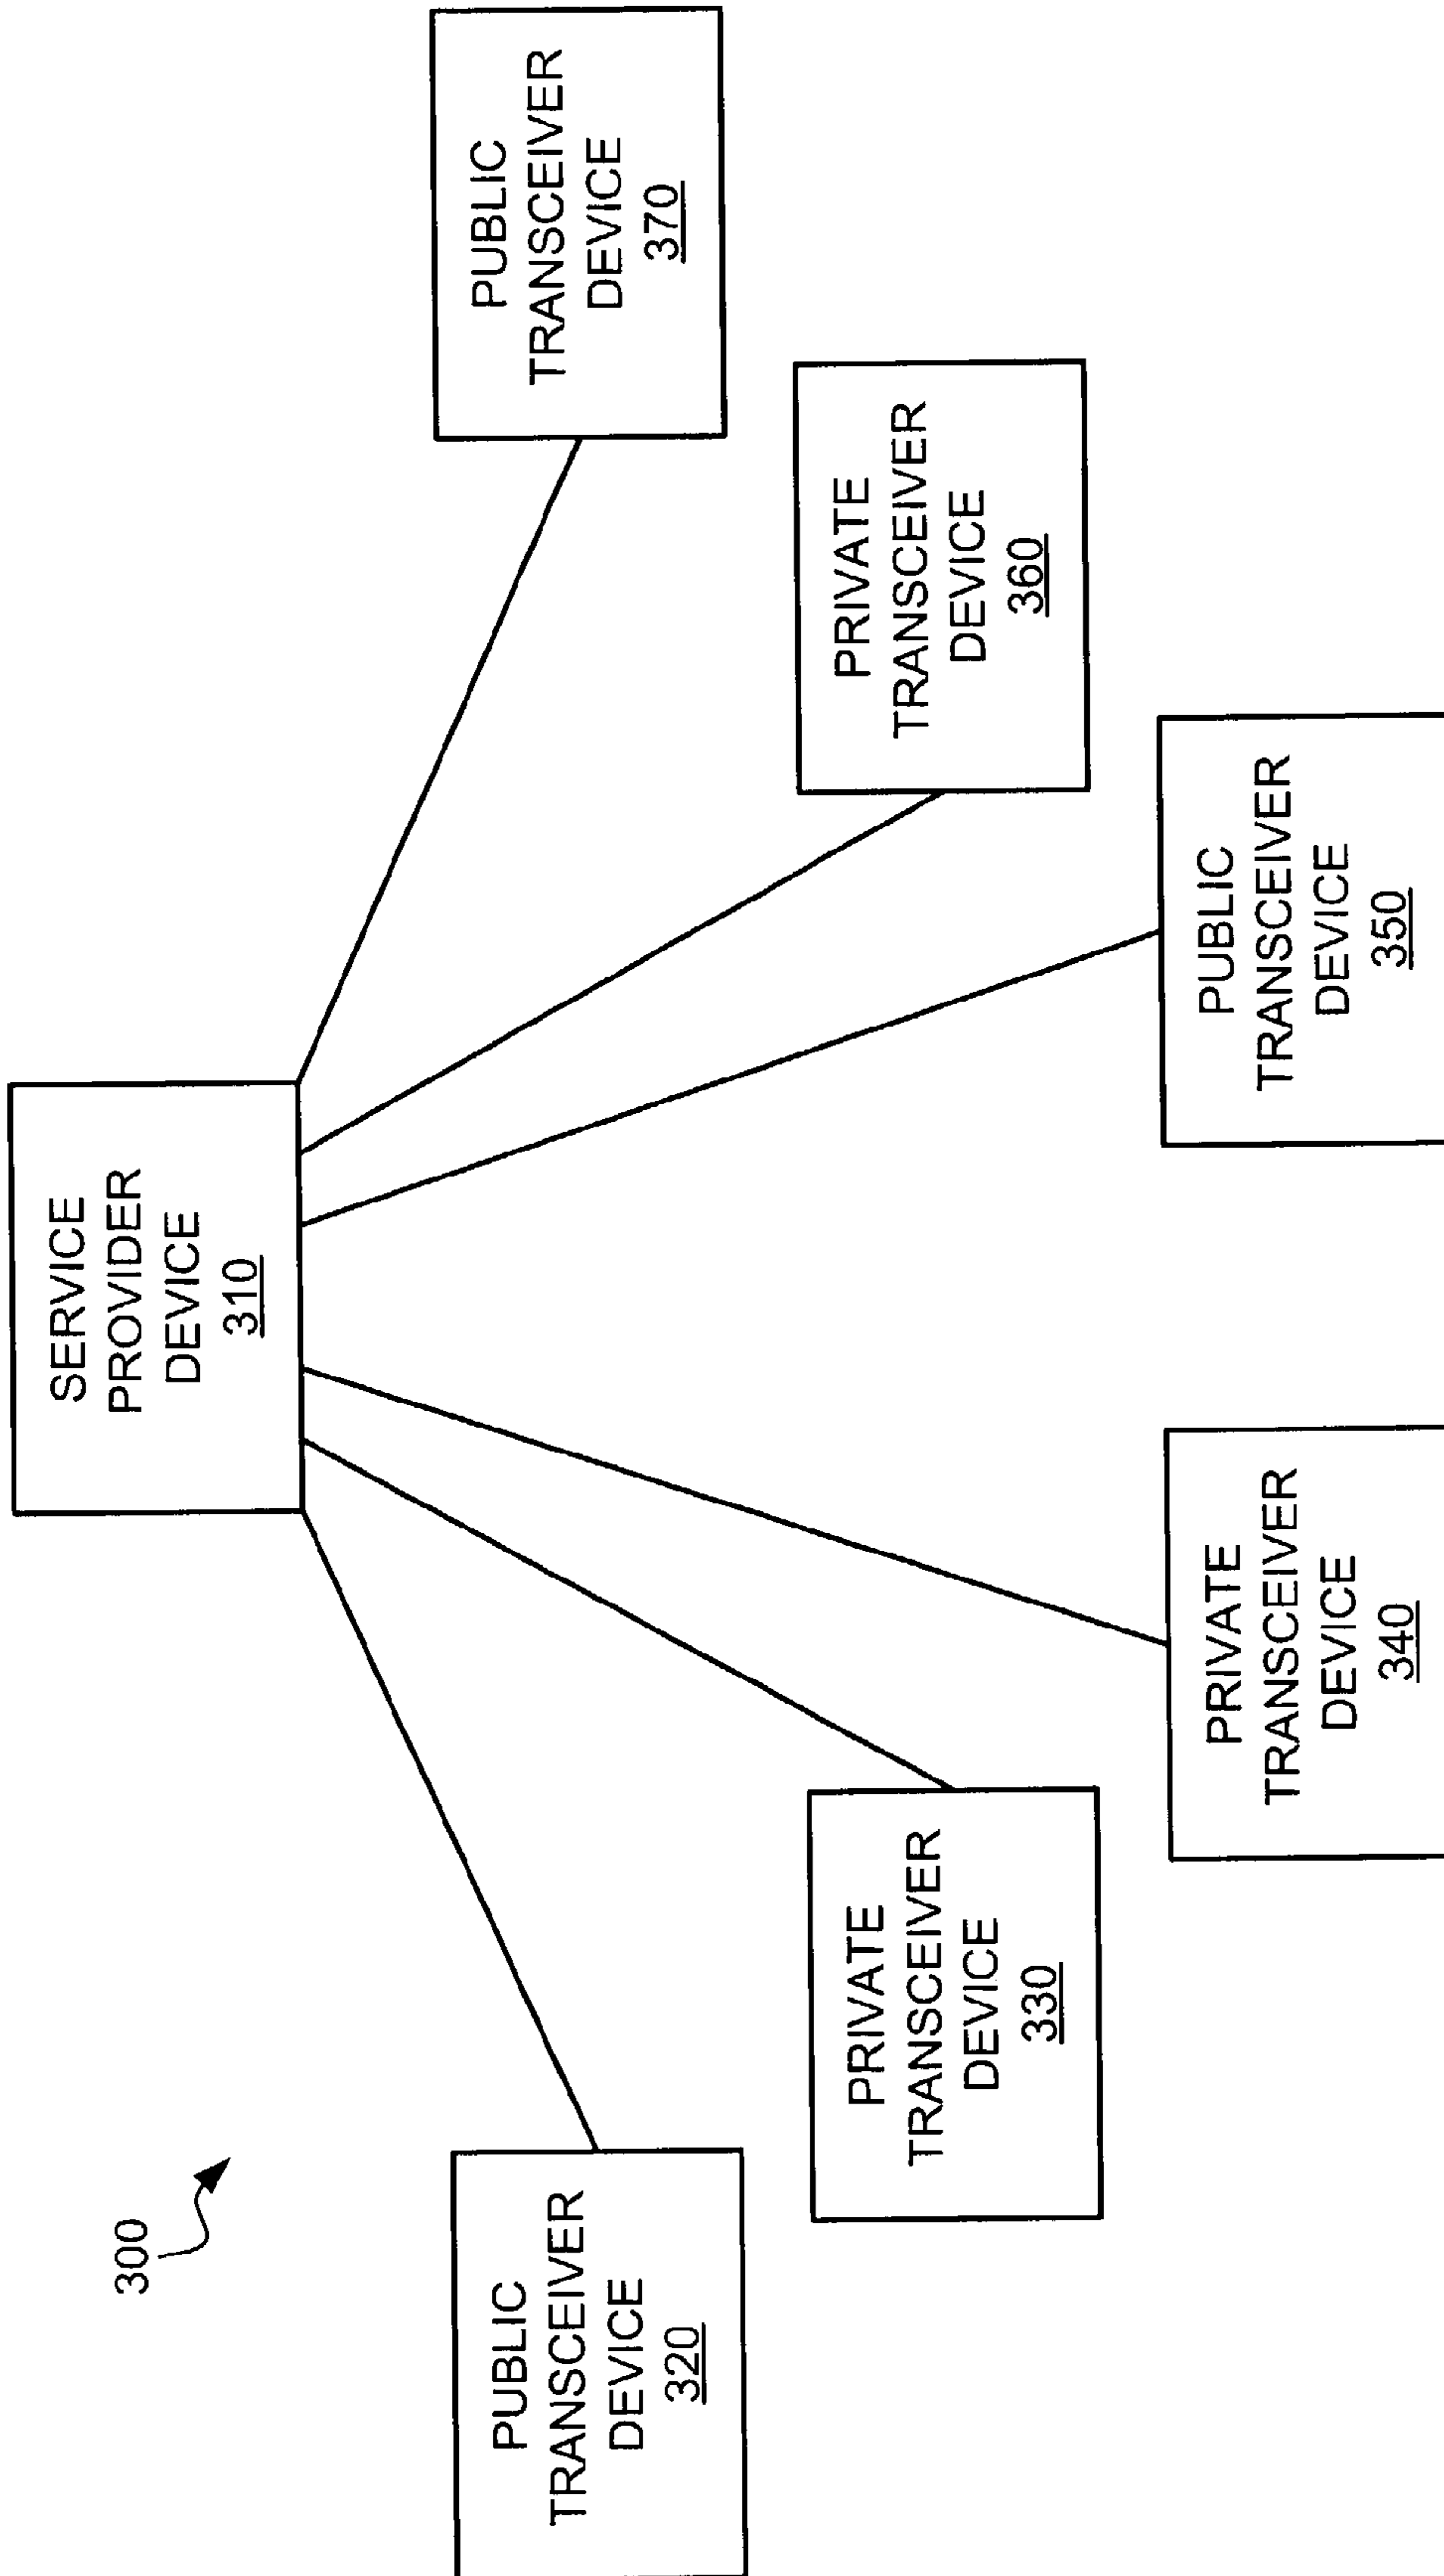 300
SERVICE
PROVIDER
DEVICE
310
PUBLIC
TRANSCEIVER
DEVICE
320
PRIVATE
TRANSCEIVER
DEVICE
330
PRIVATE
TRANSCEIVER
DEVICE
340
PUBLIC
TRANSCEIVER
DEVICE
350
PRIVATE
TRANSCEIVER
DEVICE
360
PUBLIC
TRANSCEIVER
DEVICE
370